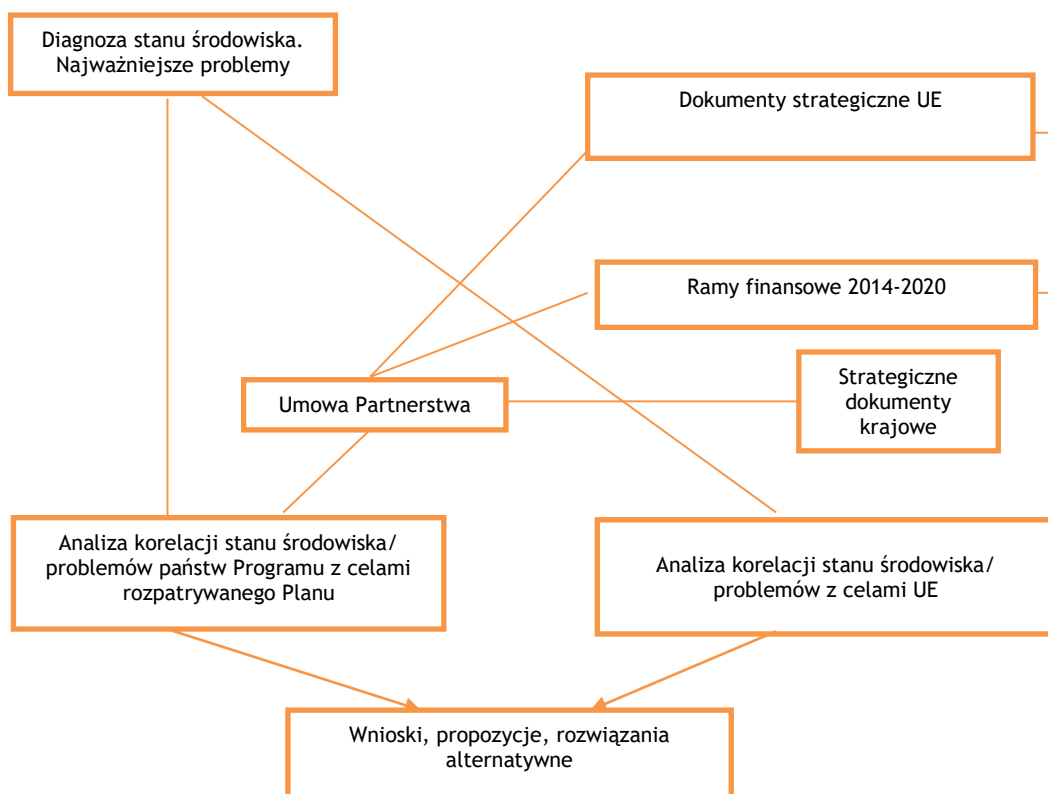 Diagnoza stanu środowiska.
Najważniejsze problemy
Dokumenty strategiczne UE
Ramy finansowe 2014-2020
Strategiczne
dokumenty
krajowe
Umowa Partnerstwa
Analiza korelacji stanu środowiska/
problemów państw Programu z celami
rozpatrywanego Planu
Analiza korelacji stanu środowiska/
problemów z celami UE
Wnioski, propozycje, rozwiązania
alternatywne